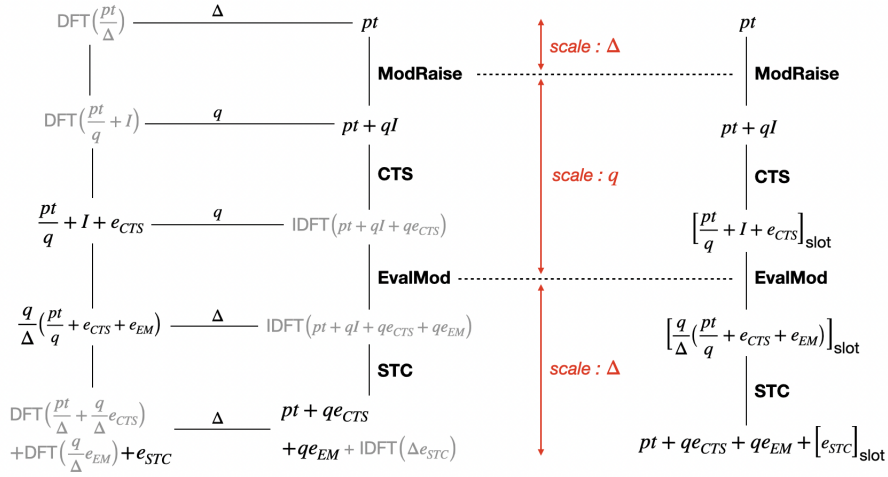 DFT(pt/Δ) Δ pt scale : Δ pt
ModRaise ModRaise
DFT(pt/q + I) q pt + qI pt + qI
CTS scale : q CTS
pt/q + I + e_CTS q IDFT(pt + qI + qe_CTS) [pt/q + I + e_CTS]_slot
EvalMod EvalMod
q/Δ(pt/q + e_CTS + e_EM) Δ IDFT(pt + qI + qe_CTS + qe_EM) [q/Δ(pt/q + e_CTS + e_EM)]_slot
STC scale : Δ STC
DFT(pt/Δ + q/Δ e_CTS) Δ pt + qe_CTS
+DFT(q/Δ e_EM)+e_STC +qe_EM + IDFT(Δe_STC) pt + qe_CTS + qe_EM + [e_STC]_slot